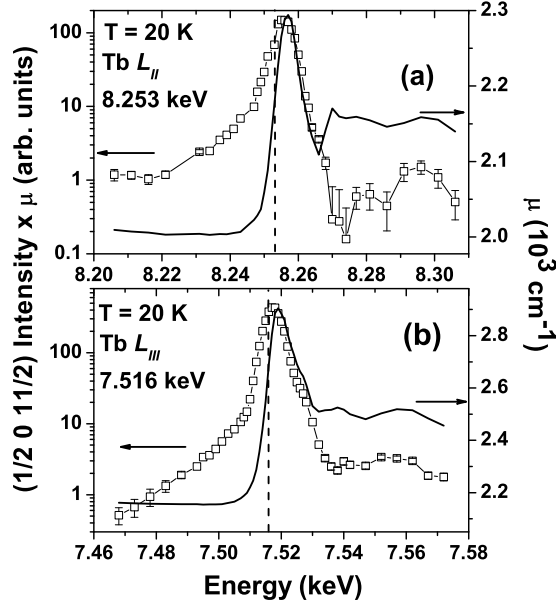 100
10
1
0.1
T = 20 K
Tb L_II
8.253 keV
(a)
2.3
2.2
2.1
2.0
8.20 8.22 8.24 8.26 8.28 8.30
(1/2 0 11/2) Intensity x μ (arb. units)
μ (10³ cm⁻¹)
100
10
1
T = 20 K
Tb L_III
7.516 keV
(b)
2.8
2.6
2.4
2.2
7.46 7.48 7.50 7.52 7.54 7.56 7.58
Energy (keV)